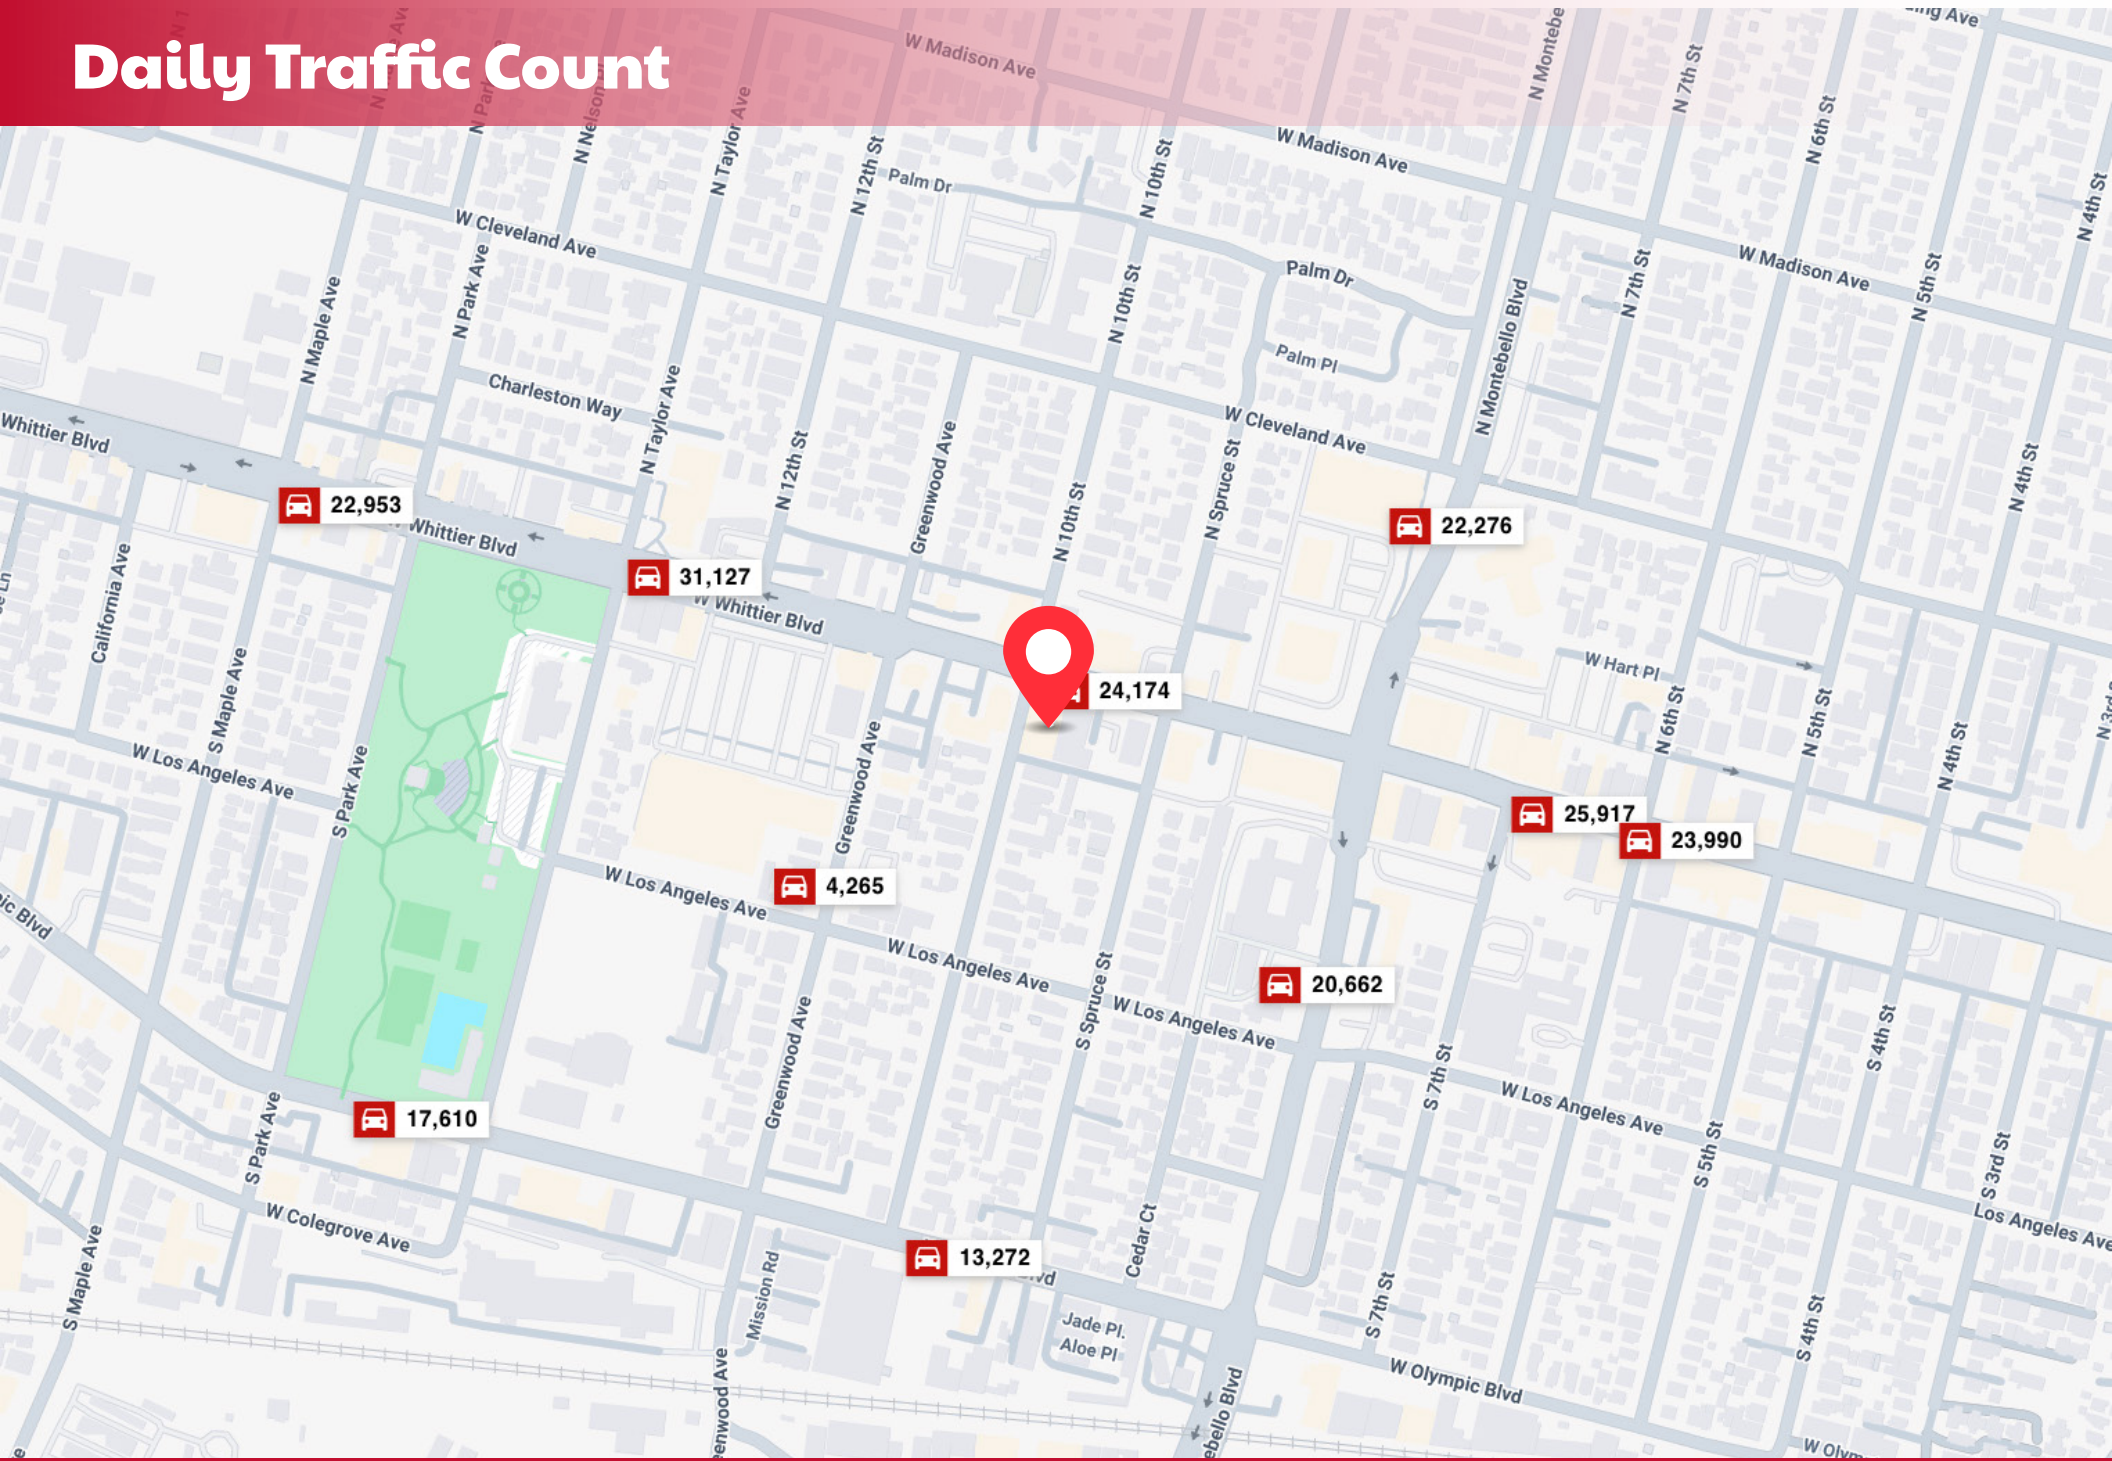 Daily Traffic Count
W Madison Ave
N Taylor Ave
N 12th St
Palm Dr
N 10th St
W Madison Ave
N 7th St
N 6th St
N 4th St
W Cleveland Ave
N Park Ave
N Maple Ave
N 10th St
Palm Dr
N Montebello Blvd
N 7th St
W Madison Ave
N 5th St
Palm Pl
Charleston Way
N Taylor Ave
W Cleveland Ave
Whittier Blvd
N 12th St
Greenwood Ave
N 10th St
N Spruce St
N 4th St
22,953
Whittier Blvd
22,276
California Ave
31,127
W Whittier Blvd
W Hart Pl
24,174
S Maple Ave
N 6th St
N 5th St
N 4th St
W Los Angeles Ave
S Park Ave
Greenwood Ave
25,917
23,990
4,265
W Los Angeles Ave
W Los Angeles Ave
20,662
S Spruce St
W Los Angeles Ave
S 4th St
Greenwood Ave
S 7th St
W Los Angeles Ave
17,610
S Park Ave
S 5th St
S 3rd St
W Colegrove Ave
Los Angeles Ave
Cedar Ct
13,272
S Maple Ave
Mission Rd
S 7th St
Jade Pl.
Aloe Pl
S 4th St
W Olympic Blvd